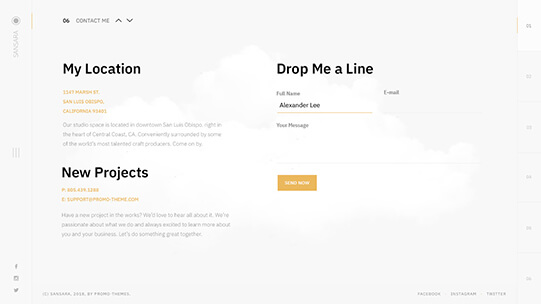 06 CONTACT ME
SANSARA
My Location
1247 MARSH ST.
SAN LUIS OBISPO,
CALIFORNIA 93401
Our studio space is located in downtown San Luis Obispo, right in
the heart of Central Coast, CA. Conveniently surrounded by some
of the world's most talented craft producers. Come on by.
New Projects
P: 805.439.3200
E: SUPPORT@PROMO-THEME.COM
Have a new project in the works? We'd love to hear all about it. We're
passionate about what we do and always excited to learn more about
you and your business. Let's do something great together.
Drop Me a Line
Full Name
E-mail
Alexander Lee
Your Message
SEND NOW
(C) SANSARA, 2018, BY PROMO-THEMES.
FACEBOOK INSTAGRAM TWITTER
01
02
03
04
05
06